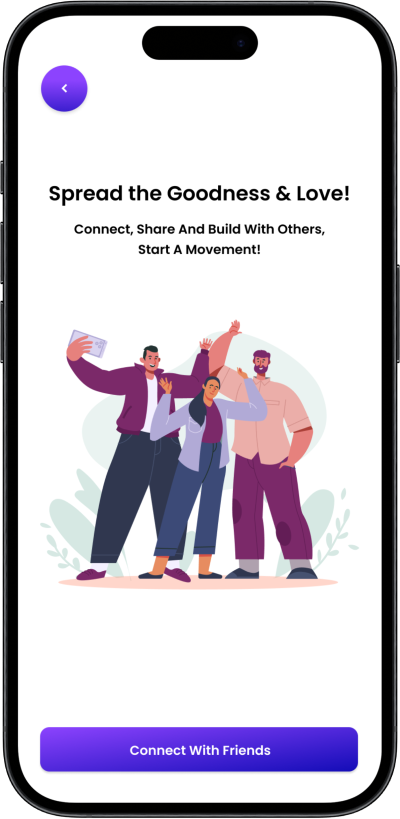 Spread the Goodness & Love!
Connect, Share And Build With Others,
Start A Movement!
Connect With Friends